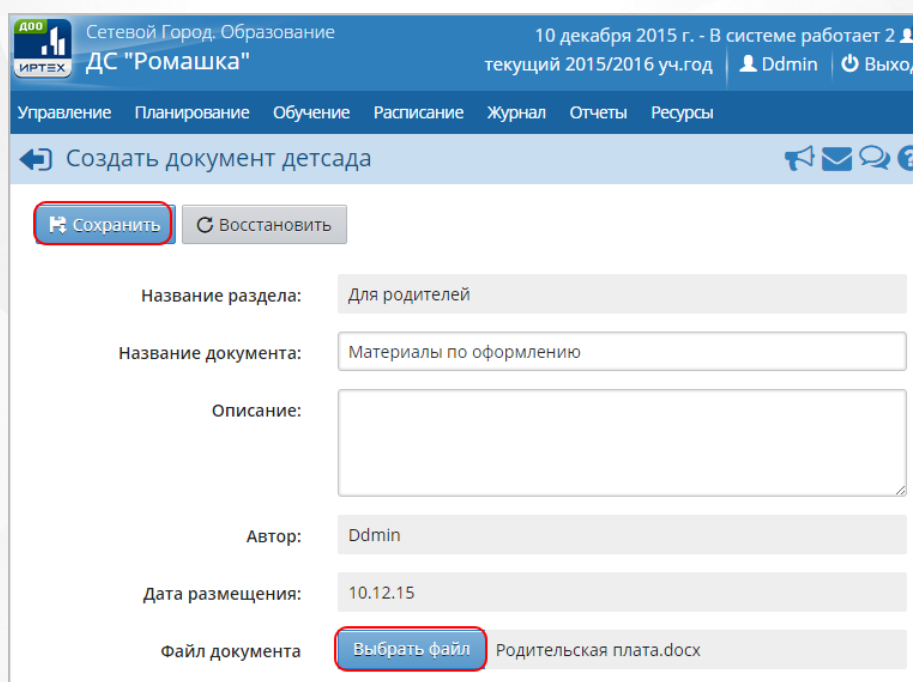 ДОО
ИРТЕХ
Сетевой Город. Образование
ДС "Ромашка"
10 декабря 2015 г. - В системе работает 2
текущий 2015/2016 уч.год Ddmin Выход
Управление Планирование Обучение Расписание Журнал Отчеты Ресурсы
Создать документ детсада
Сохранить Восстановить
Название раздела: Для родителей
Название документа: Материалы по оформлению
Описание:
Автор: Ddmin
Дата размещения: 10.12.15
Файл документа Выбрать файл Родительская плата.docx